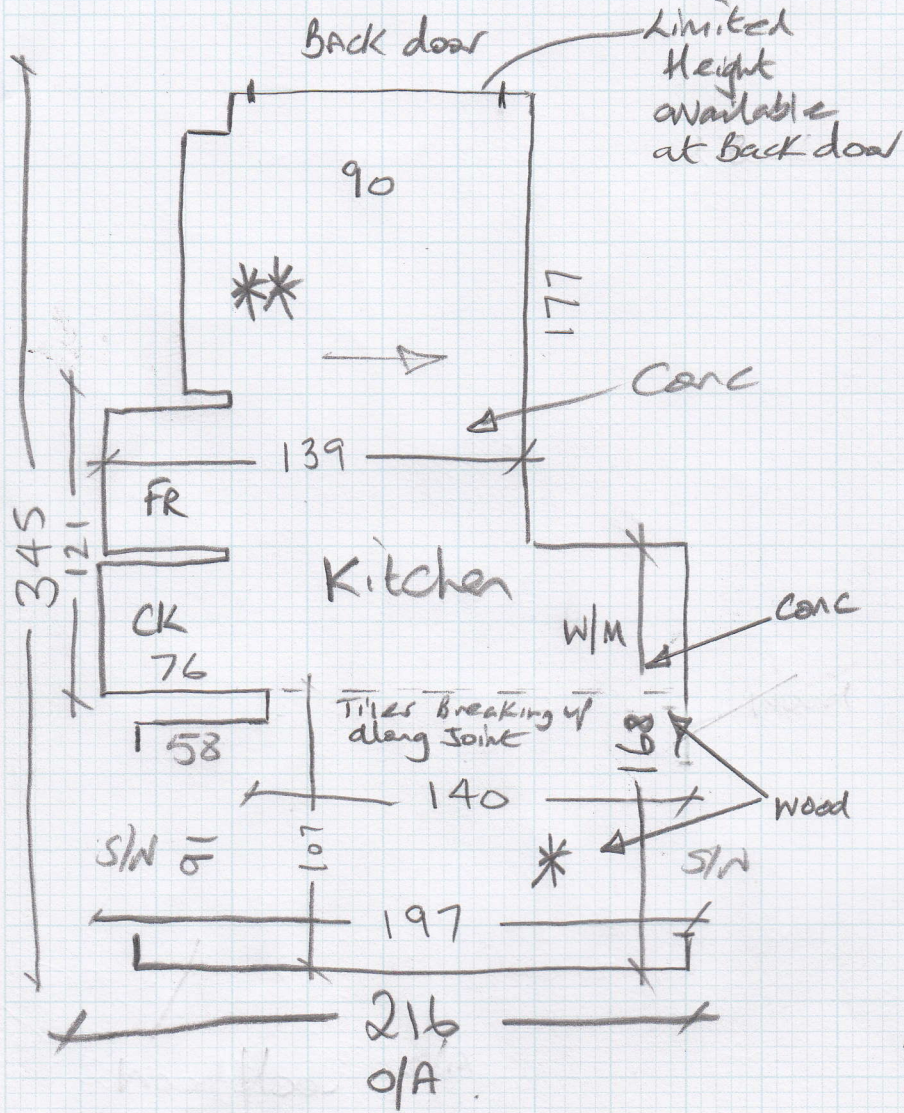 Back door
Limited
Height
available
at Back door
90
**
177
Conc
139
FR
345
121
Kitchen
CK
W/M
Conc
76
Tiles Breaking up
along Joint
58
168
140
Wood
S/N
91
107
*
S/N
197
216
O/A